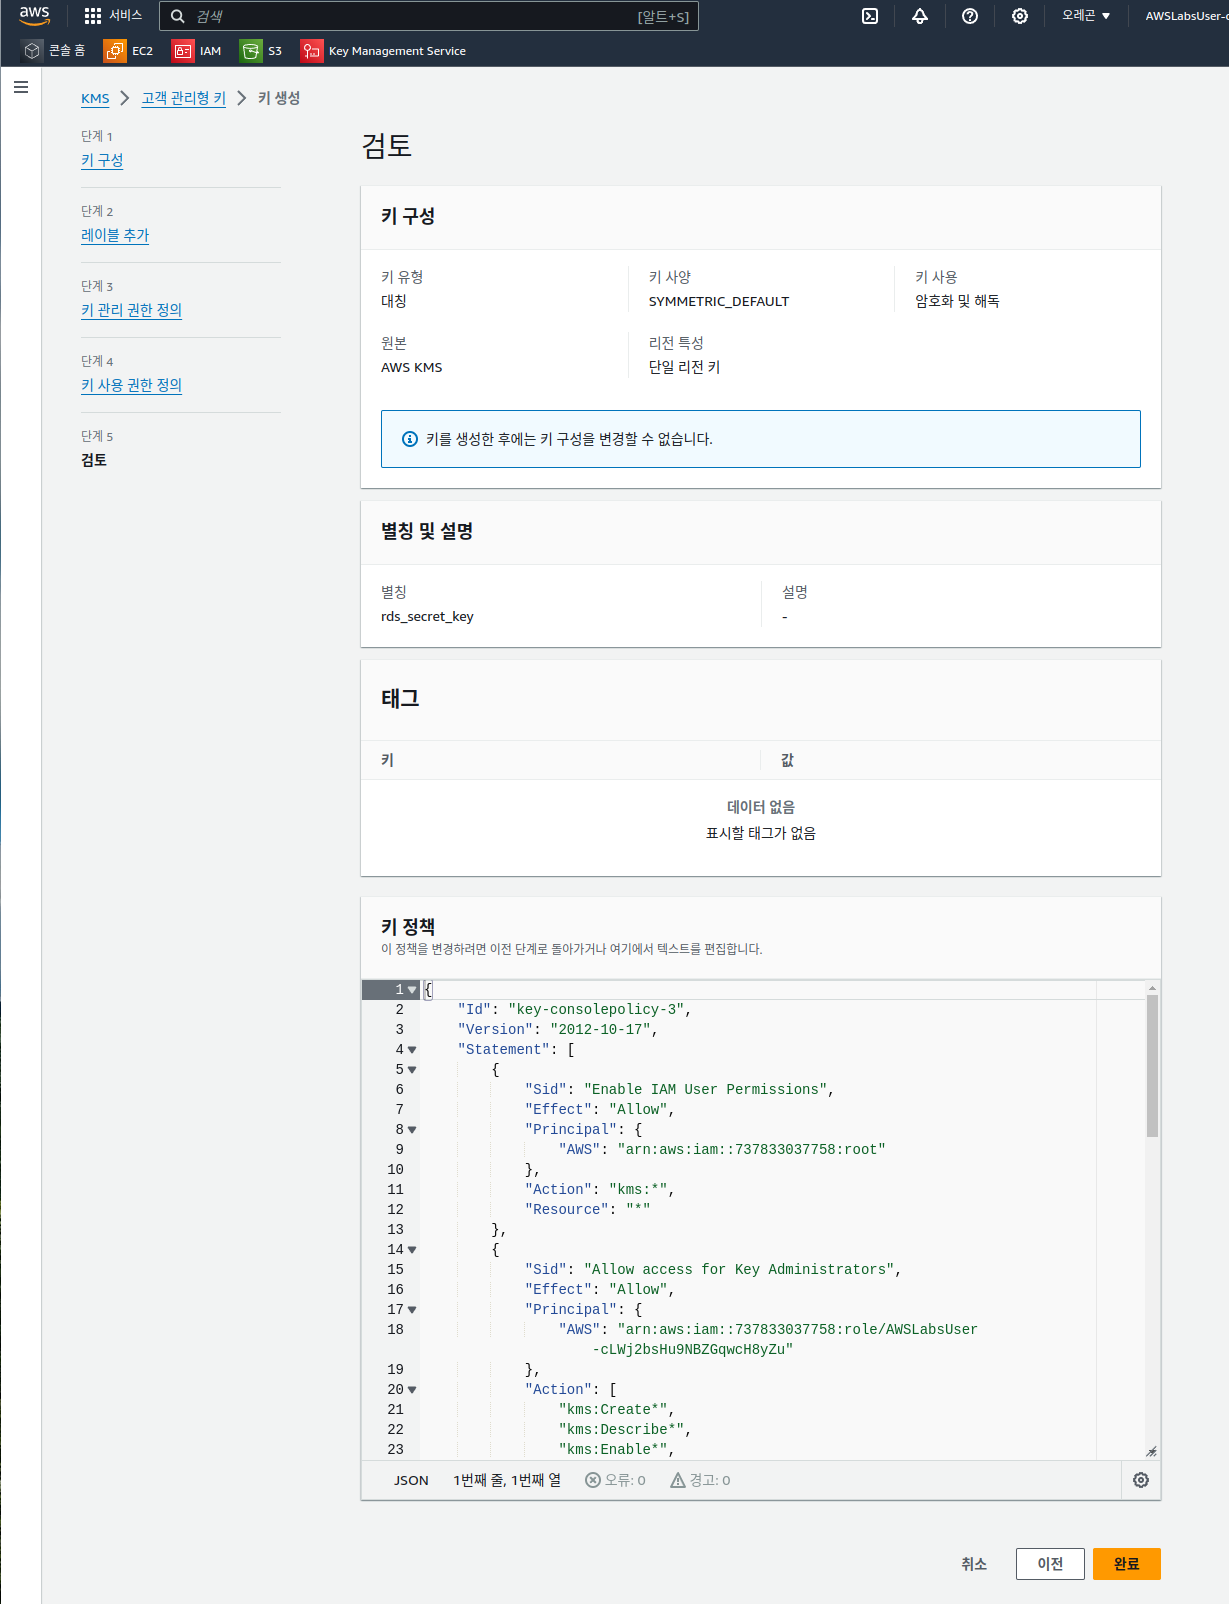 aws
서비스
검색
[알트+S]
오레곤
콘솔 홈
EC2
IAM
S3
Key Management Service
KMS
고객 관리형 키
키 생성
단계 1
키 구성
단계 2
레이블 추가
단계 3
키 관리 권한 정의
단계 4
키 사용 권한 정의
단계 5
검토
검토
키 구성
키 유형
대칭
키 사양
SYMMETRIC_DEFAULT
키 사용
암호화 및 해독
원본
AWS KMS
리전 특성
단일 리전 키
키를 생성한 후에는 키 구성을 변경할 수 없습니다.
별칭 및 설명
별칭
rds_secret_key
설명
-
태그
키
값
데이터 없음
표시할 태그가 없음
키 정책
이 정책을 변경하려면 이전 단계로 돌아가거나 여기에서 텍스트를 편집합니다.
1 {
2 "Id": "key-consolepolicy-3",
3 "Version": "2012-10-17",
4 "Statement": [
5 {
6 "Sid": "Enable IAM User Permissions",
7 "Effect": "Allow",
8 "Principal": {
9 "AWS": "arn:aws:iam::737833037758:root"
10 },
11 "Action": "kms:*",
12 "Resource": "*"
13 },
14 {
15 "Sid": "Allow access for Key Administrators",
16 "Effect": "Allow",
17 "Principal": {
18 "AWS": "arn:aws:iam::737833037758:role/AWSLabsUser
-cLWj2bsHu9NBZGqwcH8yZu"
19 },
20 "Action": [
21 "kms:Create*",
22 "kms:Describe*",
23 "kms:Enable*",
JSON
1번째 줄, 1번째 열
오류: 0
경고: 0
취소
이전
완료